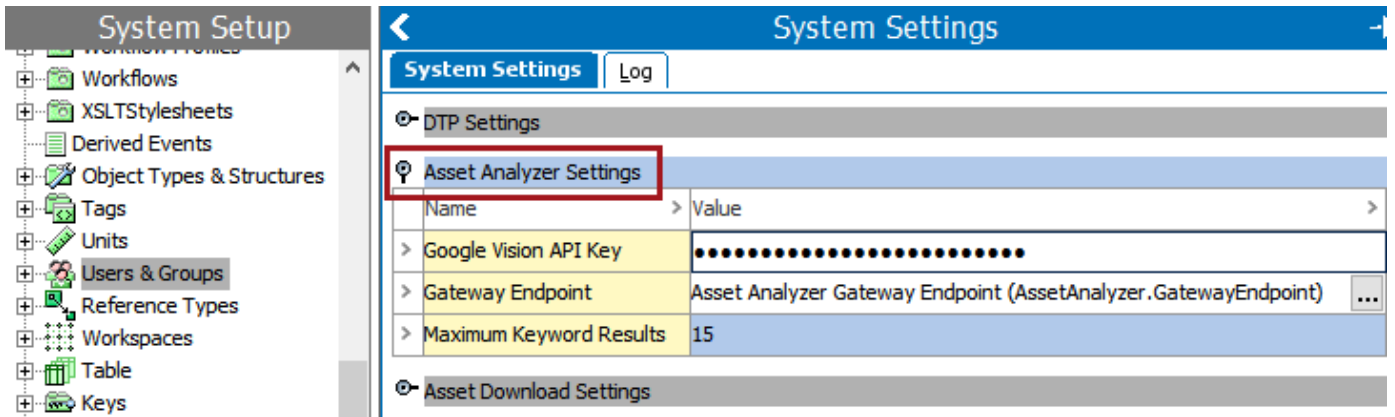 System Setup
Workflow Profiles
Workflows
XSLTStylesheets
Derived Events
Object Types & Structures
Tags
Units
Users & Groups
Reference Types
Workspaces
Table
Keys
System Settings
System Settings
Log
DTP Settings
Asset Analyzer Settings
Name > Value >
> Google Vision API Key ●●●●●●●●●●●●●●●●●●●●●●●●●
> Gateway Endpoint Asset Analyzer Gateway Endpoint (AssetAnalyzer.GatewayEndpoint) ...
> Maximum Keyword Results 15
Asset Download Settings